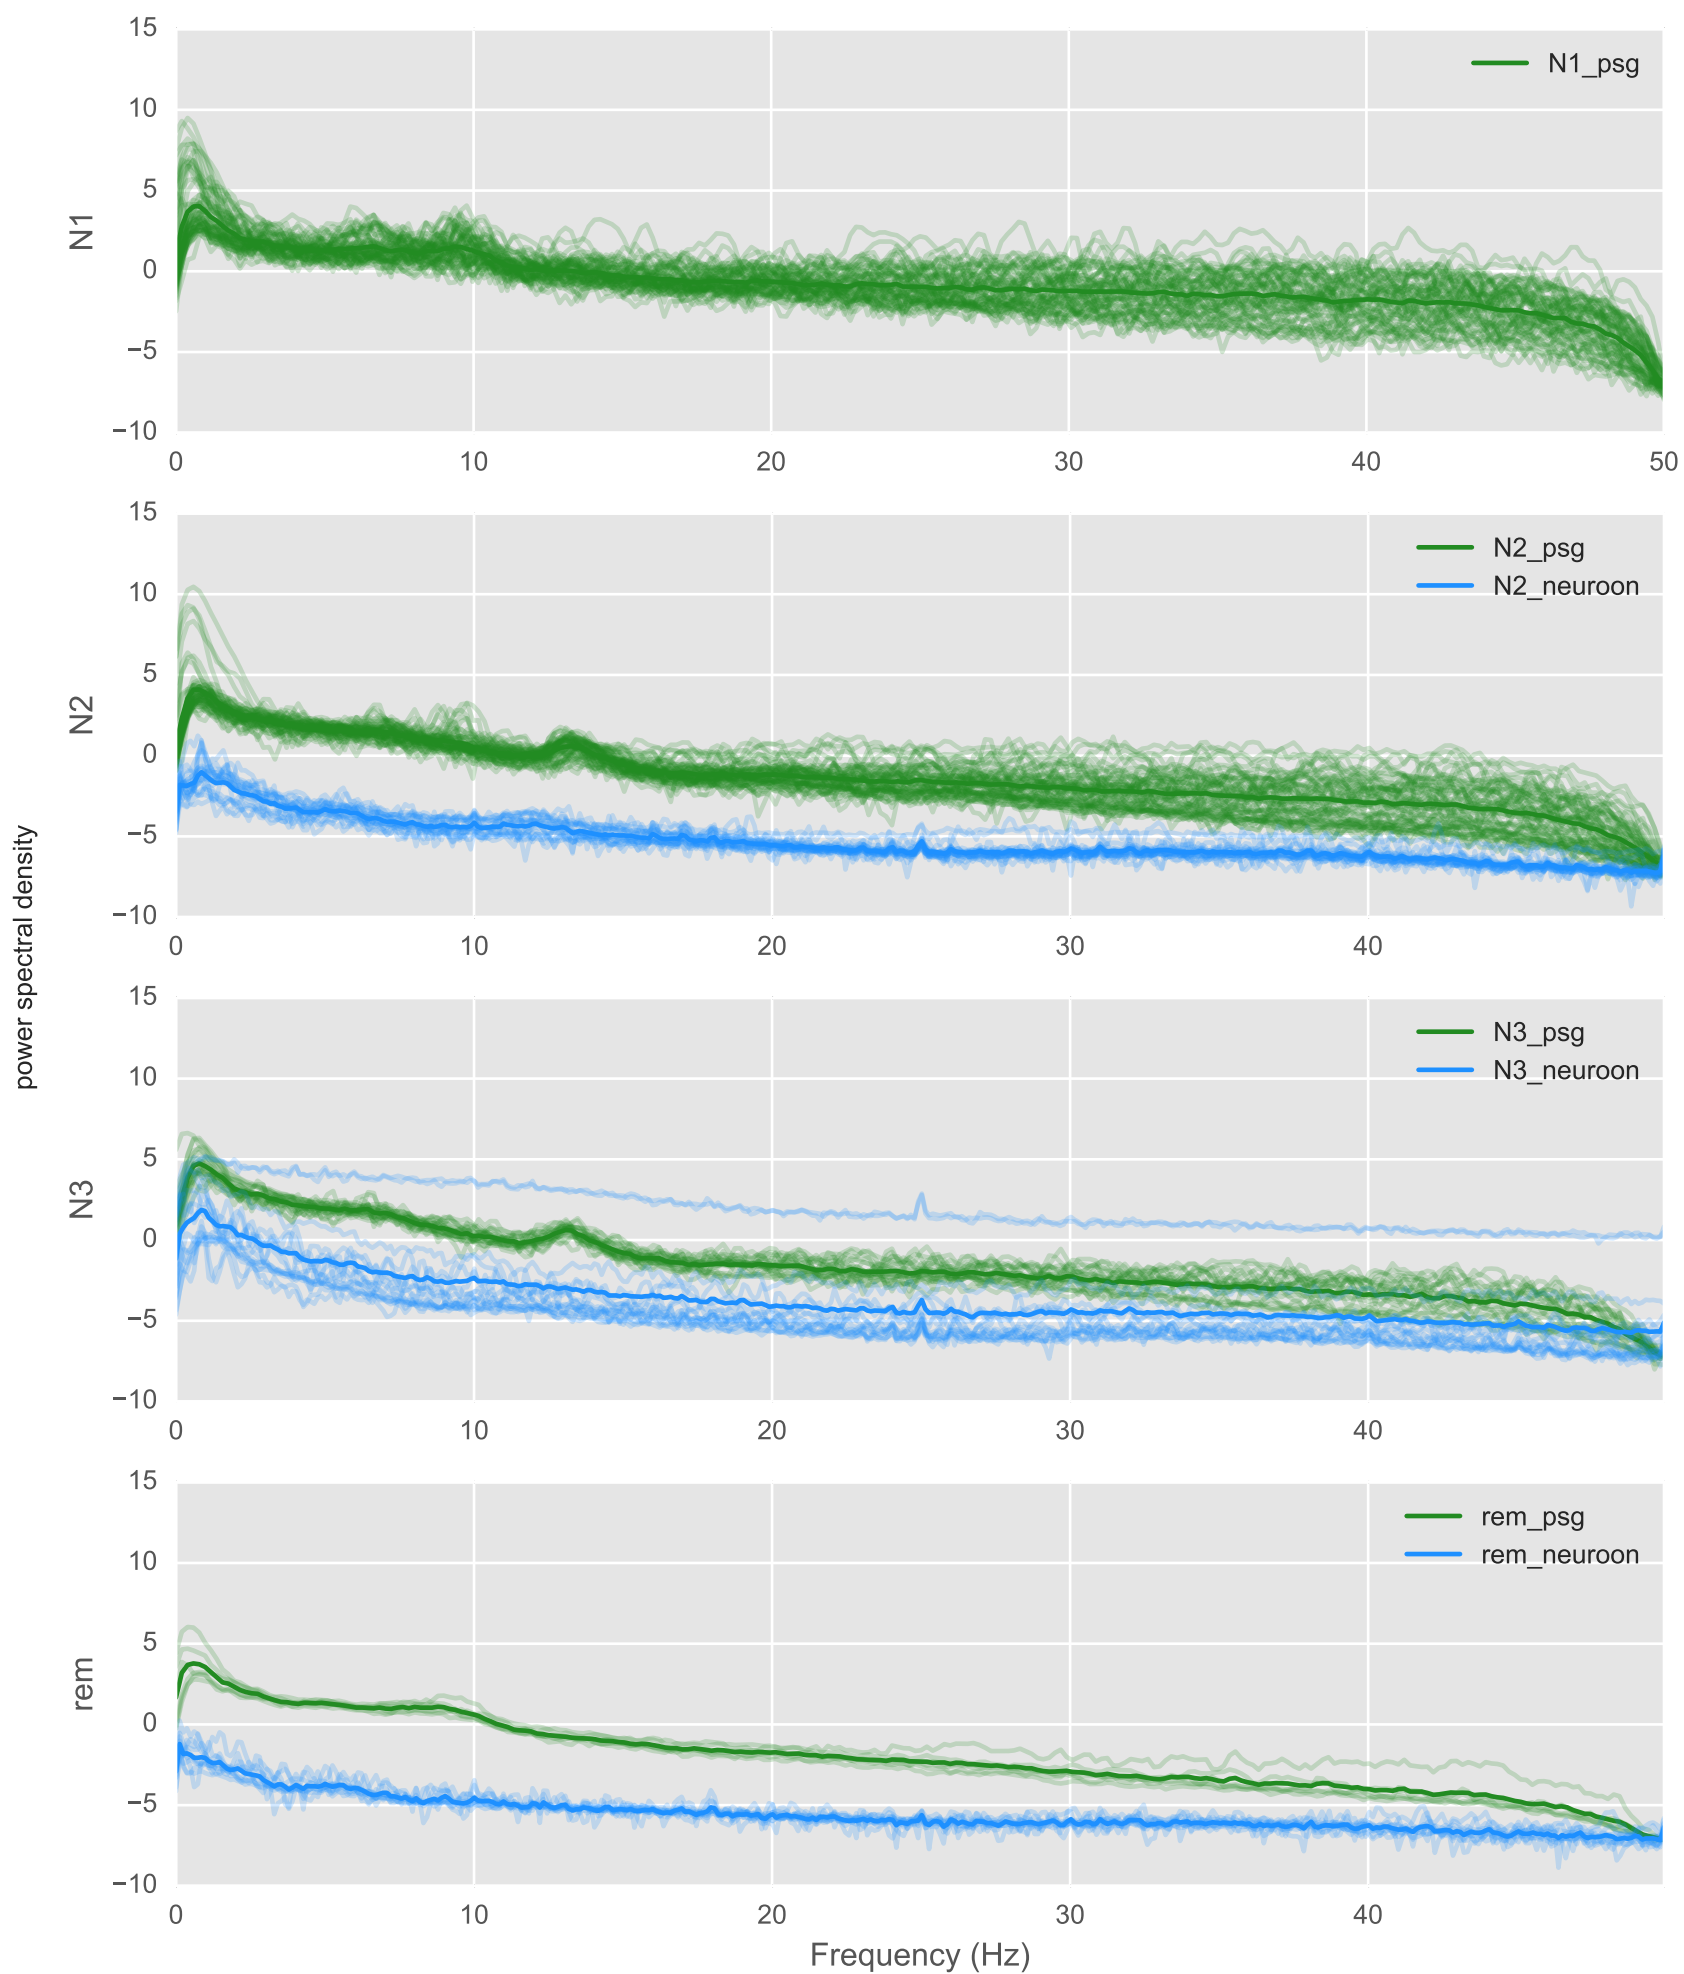 power spectral density
N1
15
10
5
0
−5
−10
N1_psg
0 10 20 30 40 50
N2
15
10
5
0
−5
−10
N2_psg
N2_neuroon
0 10 20 30 40
N3
15
10
5
0
−5
−10
N3_psg
N3_neuroon
0 10 20 30 40
rem
15
10
5
0
−5
−10
rem_psg
rem_neuroon
0 10 20 30 40
Frequency (Hz)